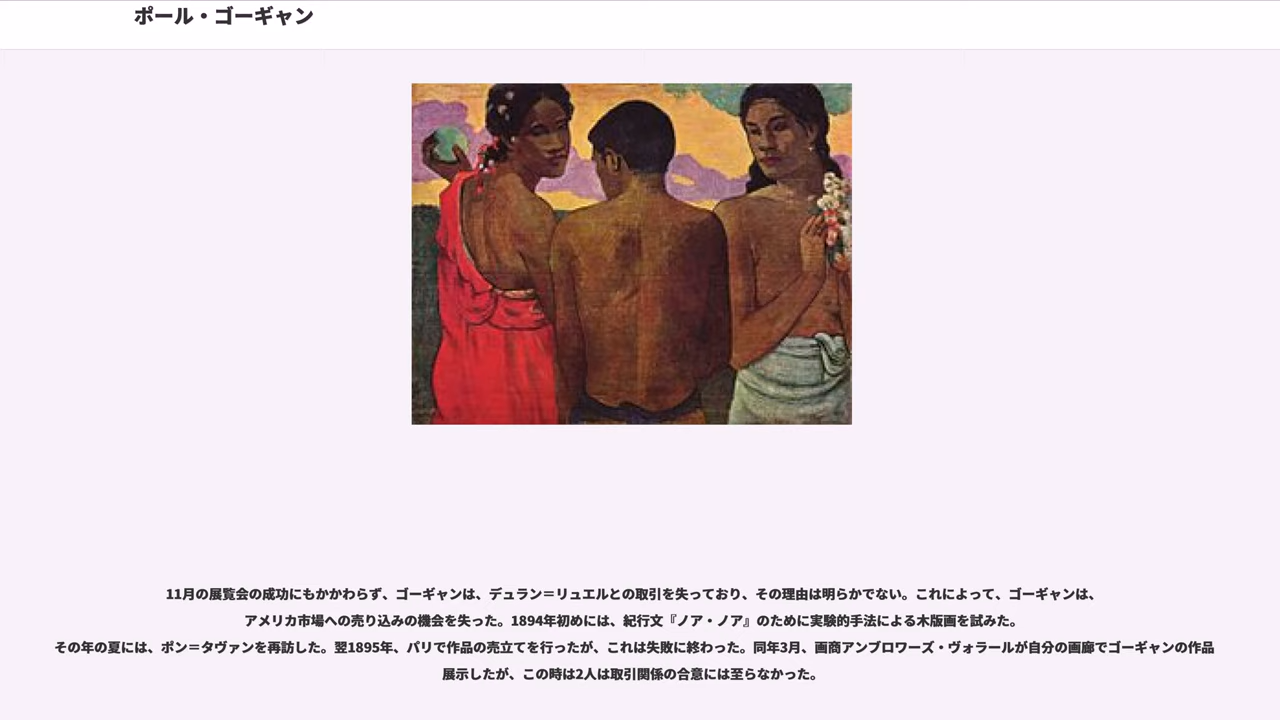 ポール・ゴーギャン
11月の展覧会の成功にもかかわらず、ゴーギャンは、デュラン＝リュエルとの取引を失っており、その理由は明らかでない。これによって、ゴーギャンは、
アメリカ市場への売り込みの機会を失った。1894年初めには、紀行文『ノア・ノア』のために実験的手法による木版画を試みた。
その年の夏には、ポン＝タヴァンを再訪した。翌1895年、パリで作品の売立てを行ったが、これは失敗に終わった。同年3月、画商アンブロワーズ・ヴォラールが自分の画廊でゴーギャンの作品
展示したが、この時は2人は取引関係の合意には至らなかった。